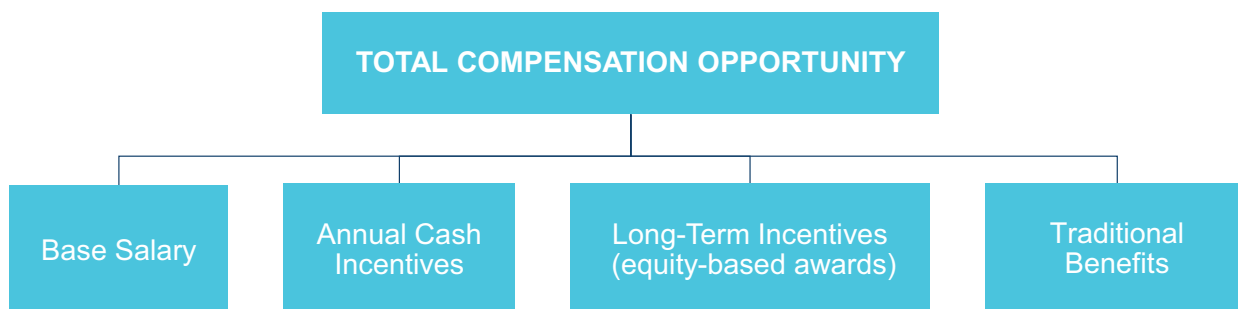 TOTAL COMPENSATION OPPORTUNITY
Base Salary
Annual Cash
Incentives
Long-Term Incentives
(equity-based awards)
Traditional
Benefits